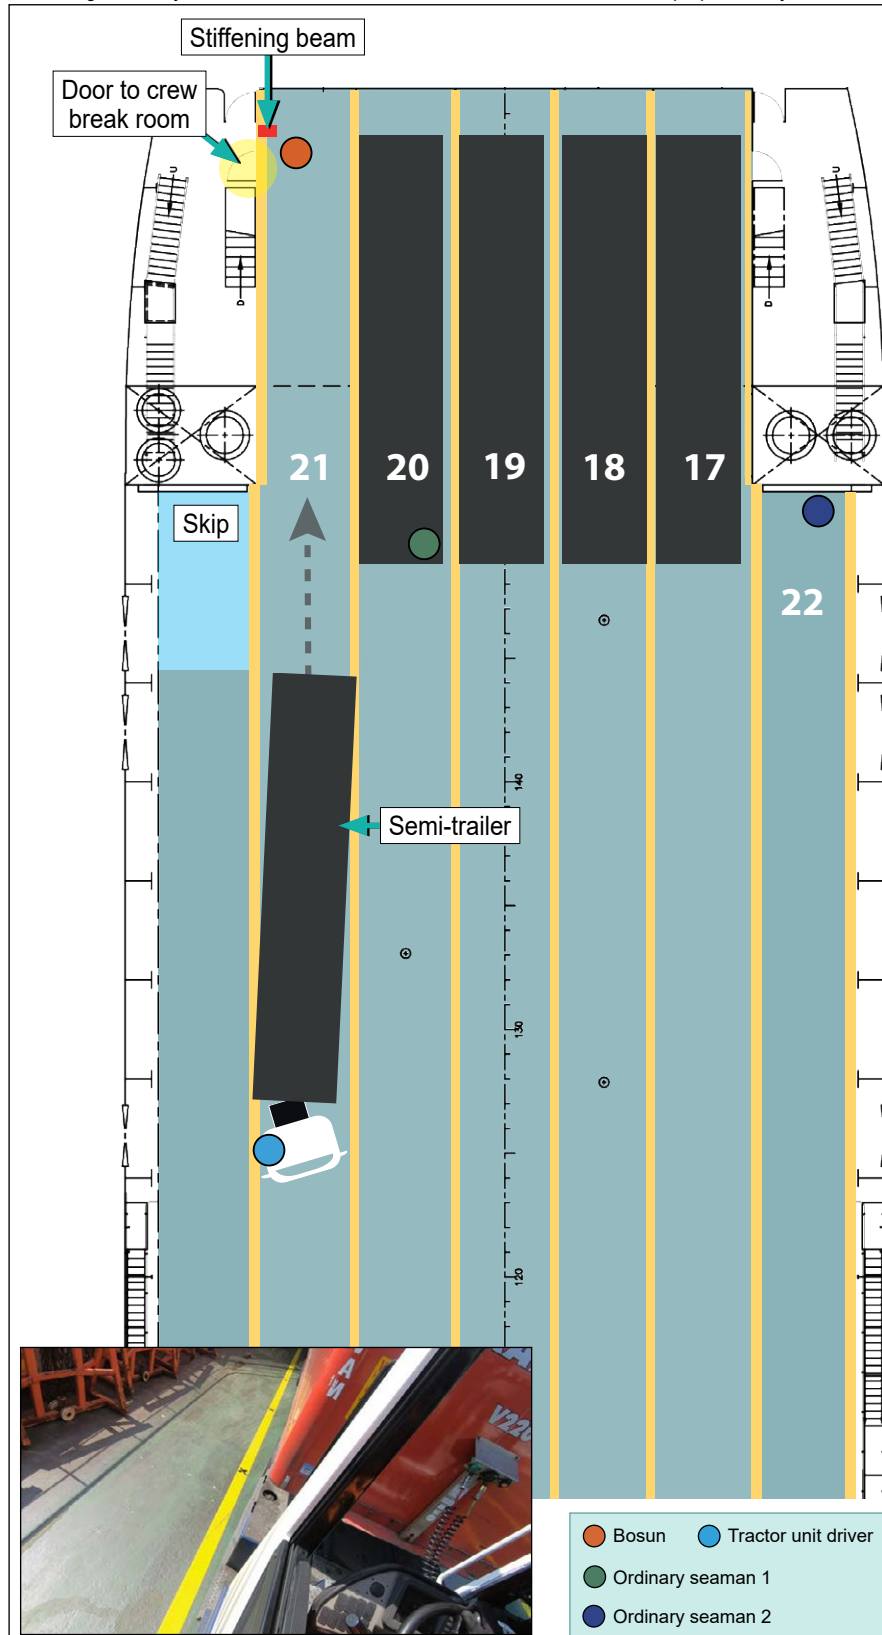 Stiffening beam
Door to crew
break room
U
U
D
D
21
20
19
18
17
Skip
22
140
Semi-trailer
130
120
V220
Bosun
Tractor unit driver
Ordinary seaman 1
Ordinary seaman 2